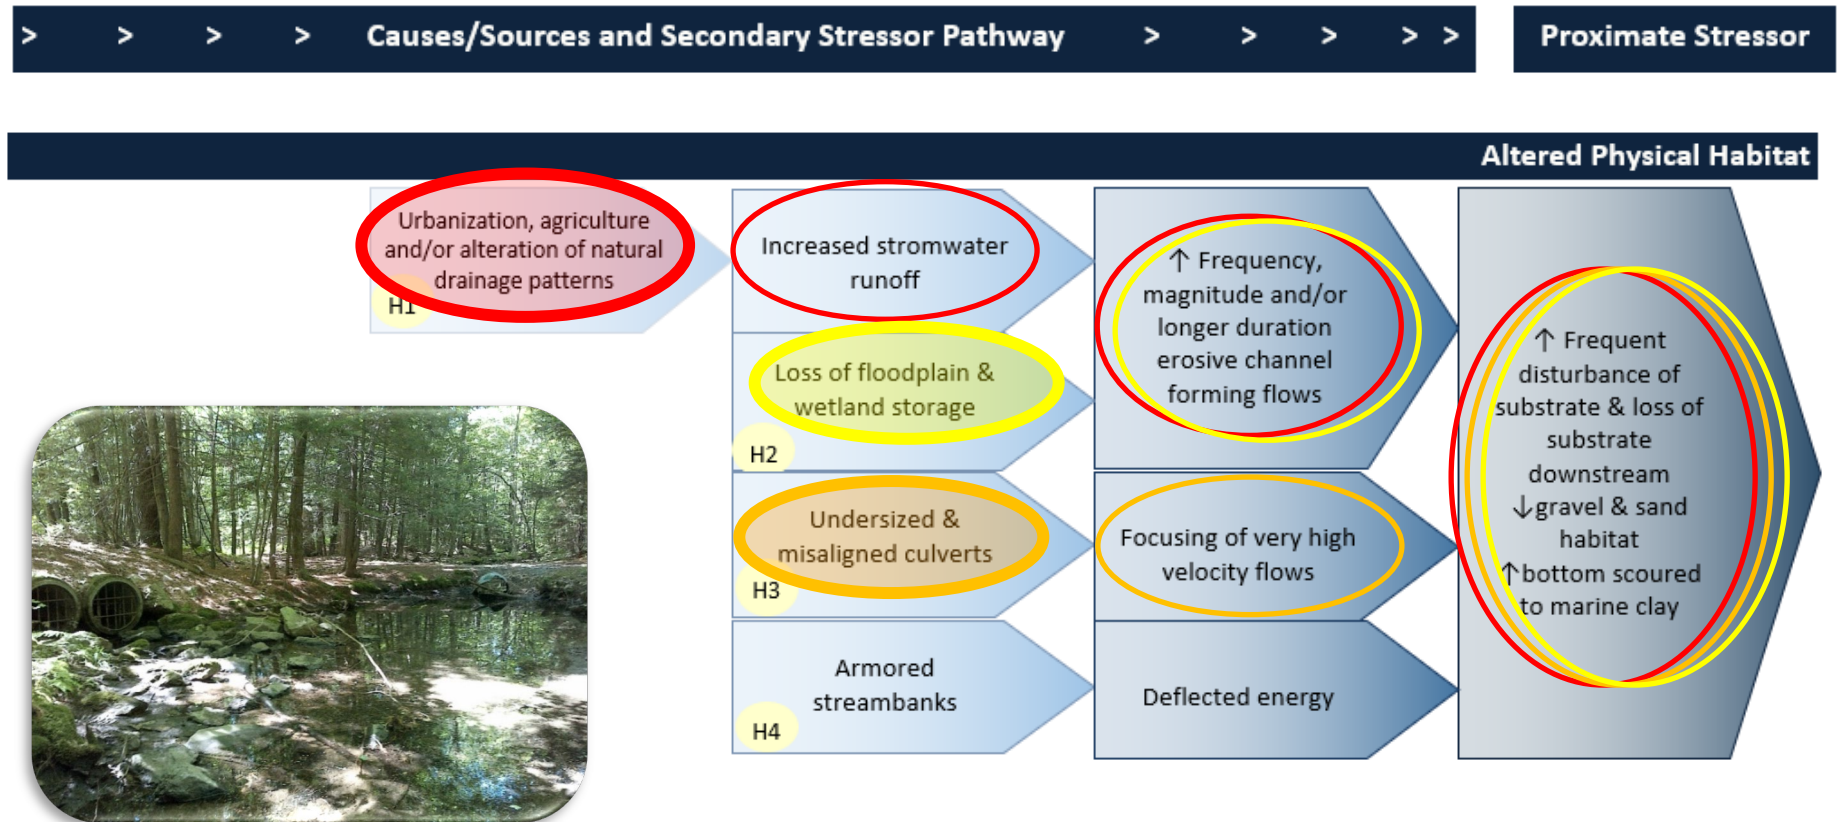 > > > > Causes/Sources and Secondary Stressor Pathway > > > > >
Proximate Stressor
Altered Physical Habitat
Urbanization, agriculture
and/or alteration of natural
drainage patterns
H1
Increased stromwater
runoff
Loss of floodplain &
wetland storage
H2
Undersized &
misaligned culverts
H3
Armored
streambanks
H4
↑ Frequency,
magnitude and/or
longer duration
erosive channel
forming flows
Focusing of very high
velocity flows
Deflected energy
↑ Frequent
disturbance of
substrate & loss of
substrate
downstream
↓gravel & sand
habitat
↑bottom scoured
to marine clay